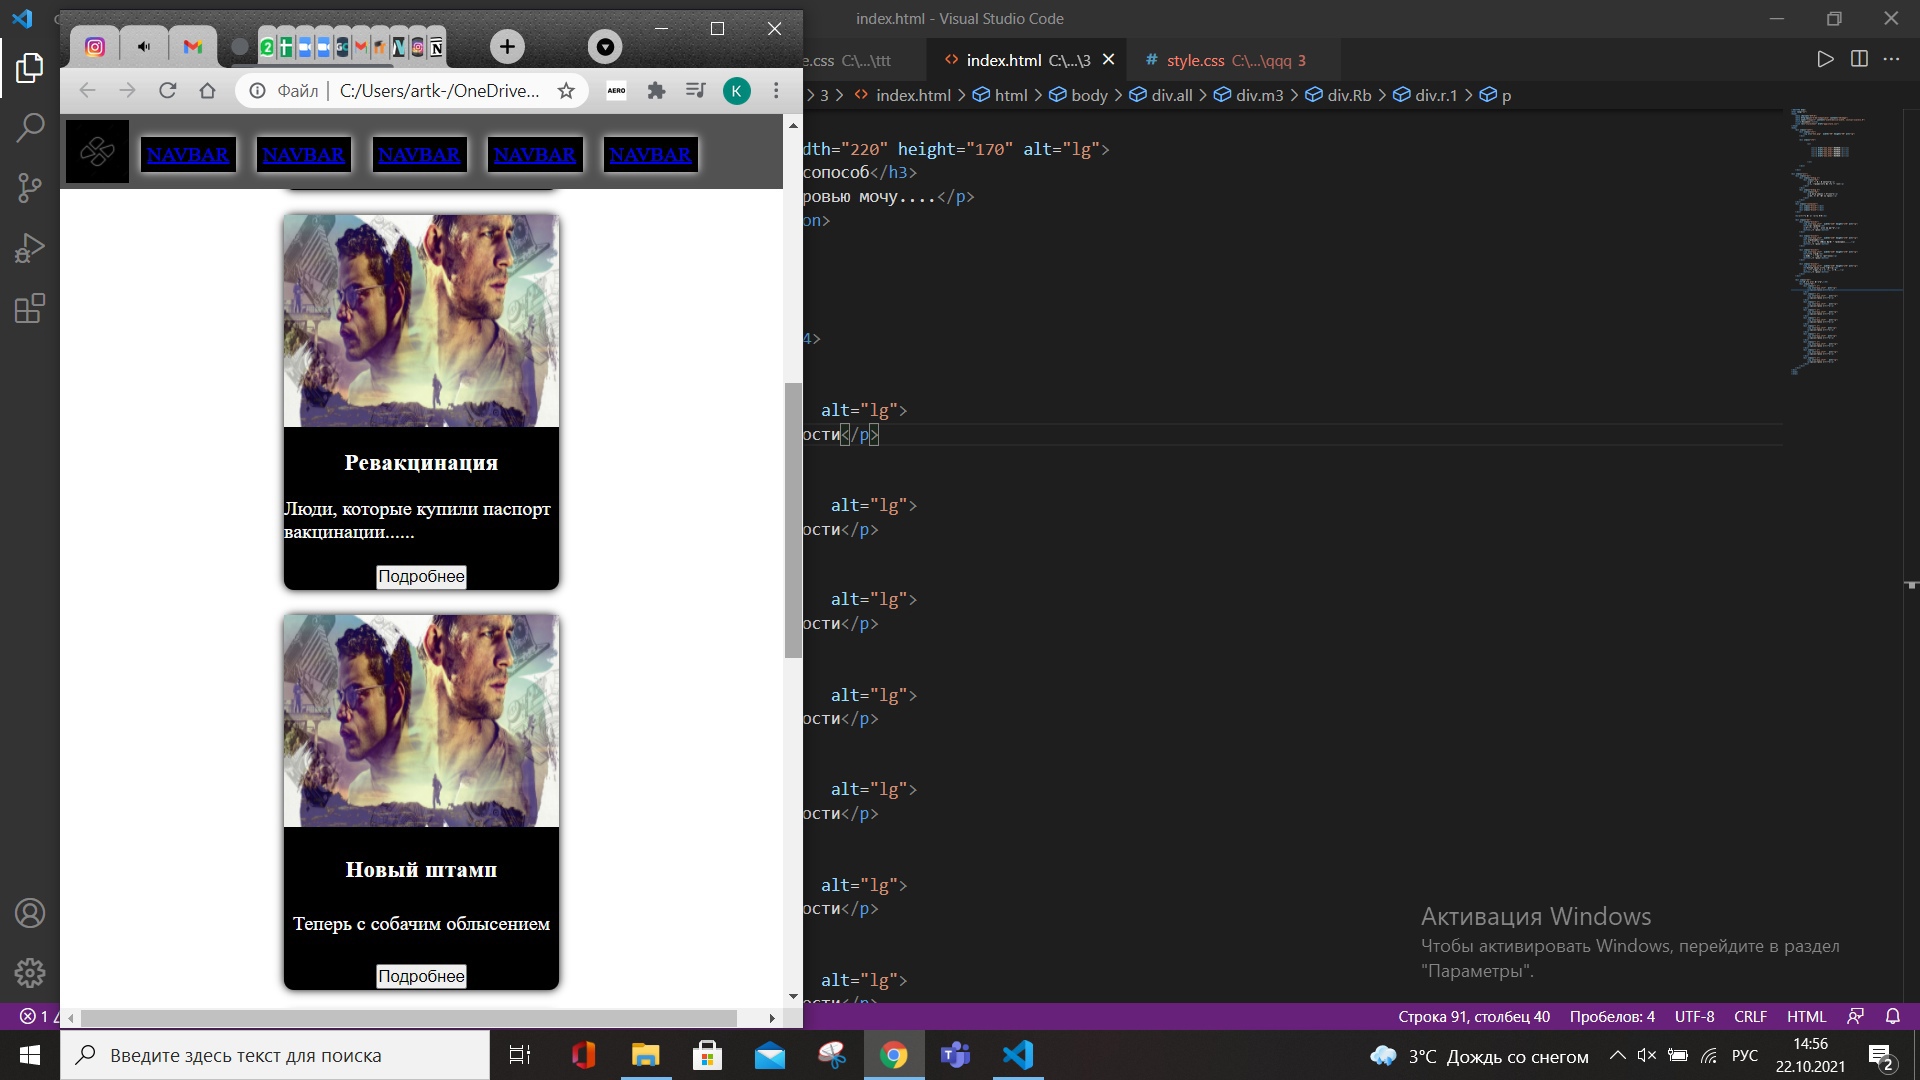 index.html - Visual Studio Code
e.css C:\...\ttt
index.html C:\...\3
# style.css C:\...\qqq 3
Файл | C:/Users/artk-/OneDrive...
AERO
K
> 3 > index.html > html > body > div.all > div.m3 > div.Rb > div.r.1 > p
NAVBAR NAVBAR NAVBAR NAVBAR NAVBAR
dth="220" height="170" alt="lg">
сопособ</h3>
ровью мочу....</p>
on>
4>
alt="lg">
ости</p>
alt="lg">
ости</p>
alt="lg">
ости</p>
alt="lg">
ости</p>
alt="lg">
ости</p>
alt="lg">
ости</p>
alt="lg">
ости</p>
Ревакцинация
Люди, которые купили паспорт
вакцинации......
Подробнее
Новый штамп
Теперь с собачим облысением
Подробнее
Активация Windows
Чтобы активировать Windows, перейдите в раздел
"Параметры".
1
Строка 91, столбец 40 Пробелов: 4 UTF-8 CRLF HTML
Введите здесь текст для поиска
3°C Дождь со снегом
РУС
14:56
22.10.2021
2